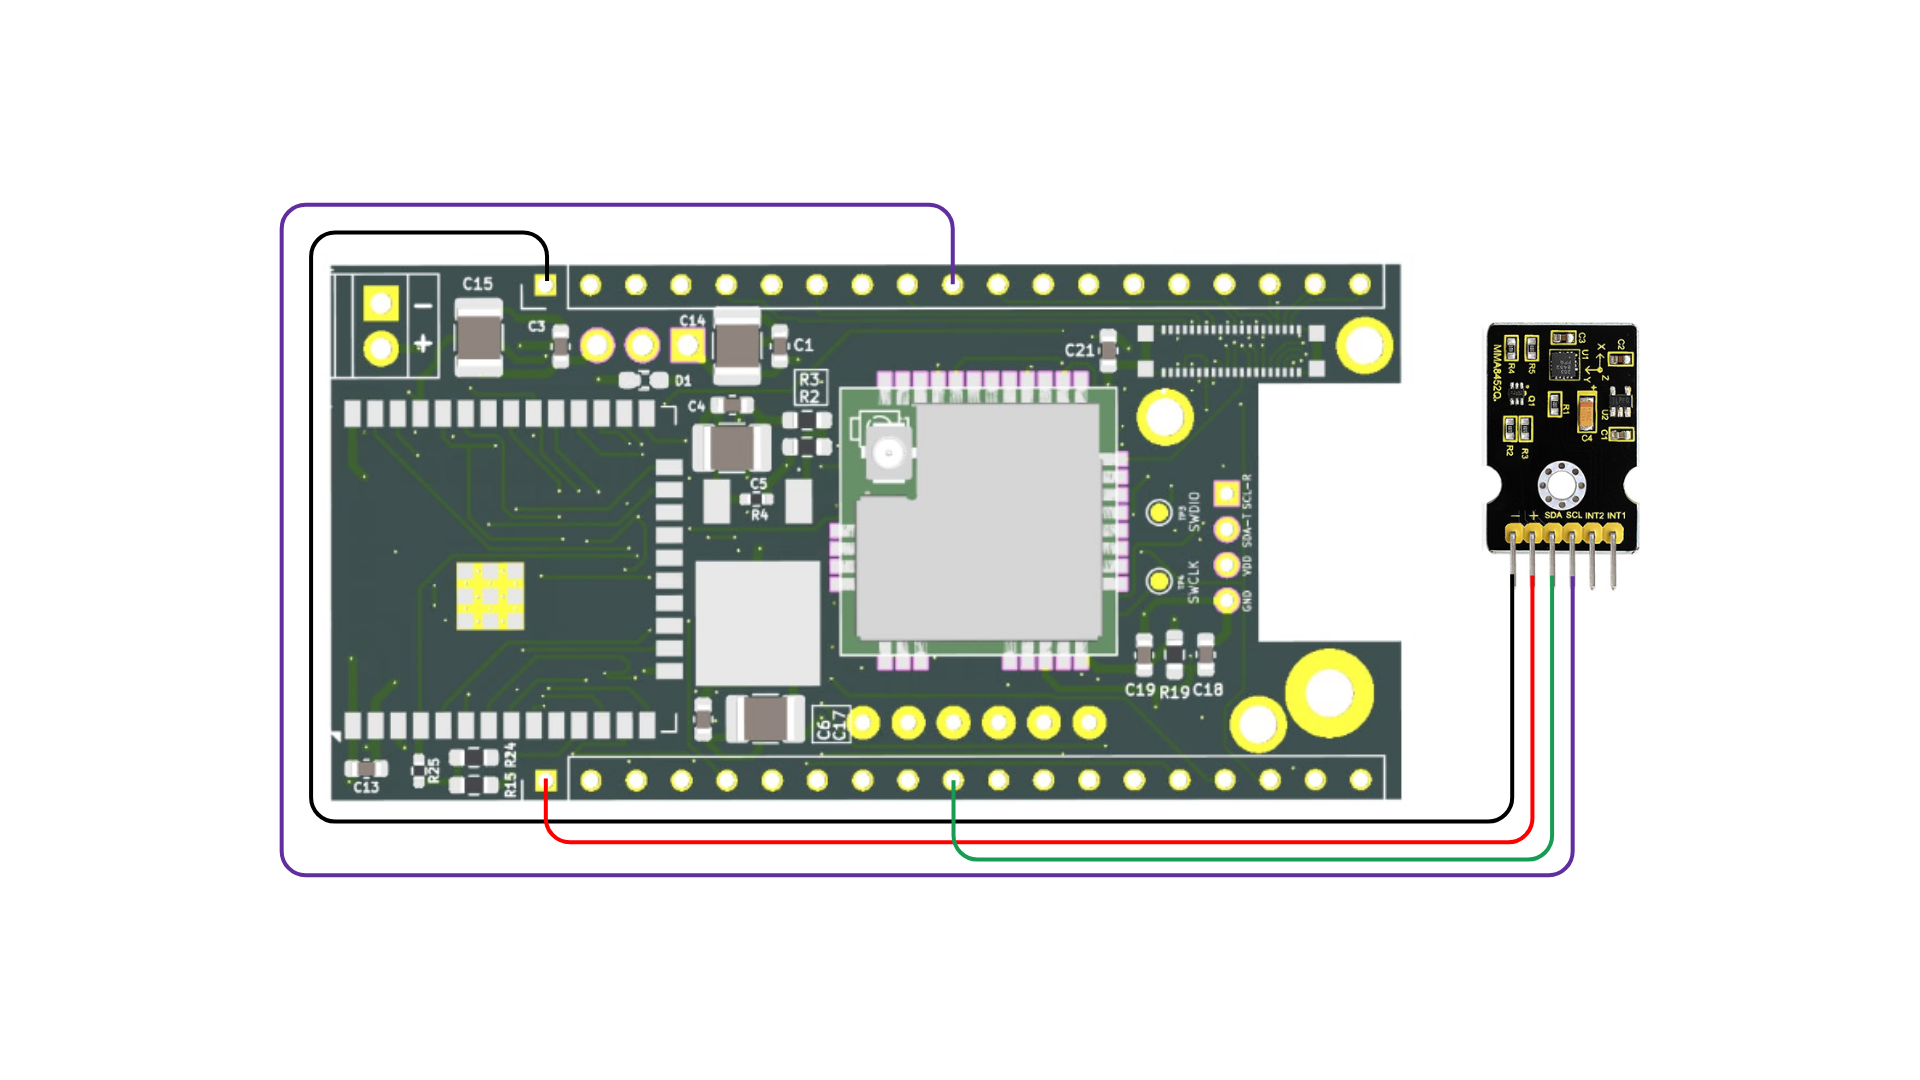 C15
−
+
C3
C14
C1
D1
C21
R3
R2
C4
C5
R4
TP3
SWDIO
TP4
SWCLK
SCL-R
SDA-T
VDD
GND
C19
R19
C18
C6
C17
C13
R25
R24
R15
MMA8452Q
R4
R5
C3
U1
X
Y
Z
C2
Q1
R1
U2
C4
C1
R2
R3
− + SDA SCL INT2 INT1